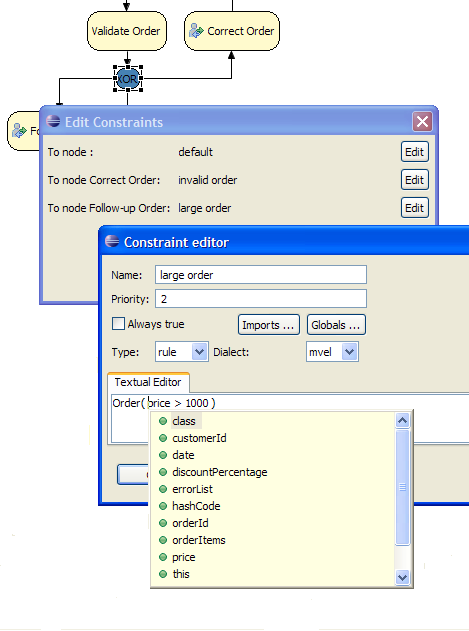 Validate Order
Correct Order
XOR
Fo
Edit Constraints
To node : default Edit
To node Correct Order: invalid order Edit
To node Follow-up Order: large order Edit
Constraint editor
Name: large order
Priority: 2
Always true Imports ... Globals ...
Type: rule Dialect: mvel
Textual Editor
Order( price > 1000 )
class
customerId
date
discountPercentage
errorList
hashCode
orderId
orderItems
price
this